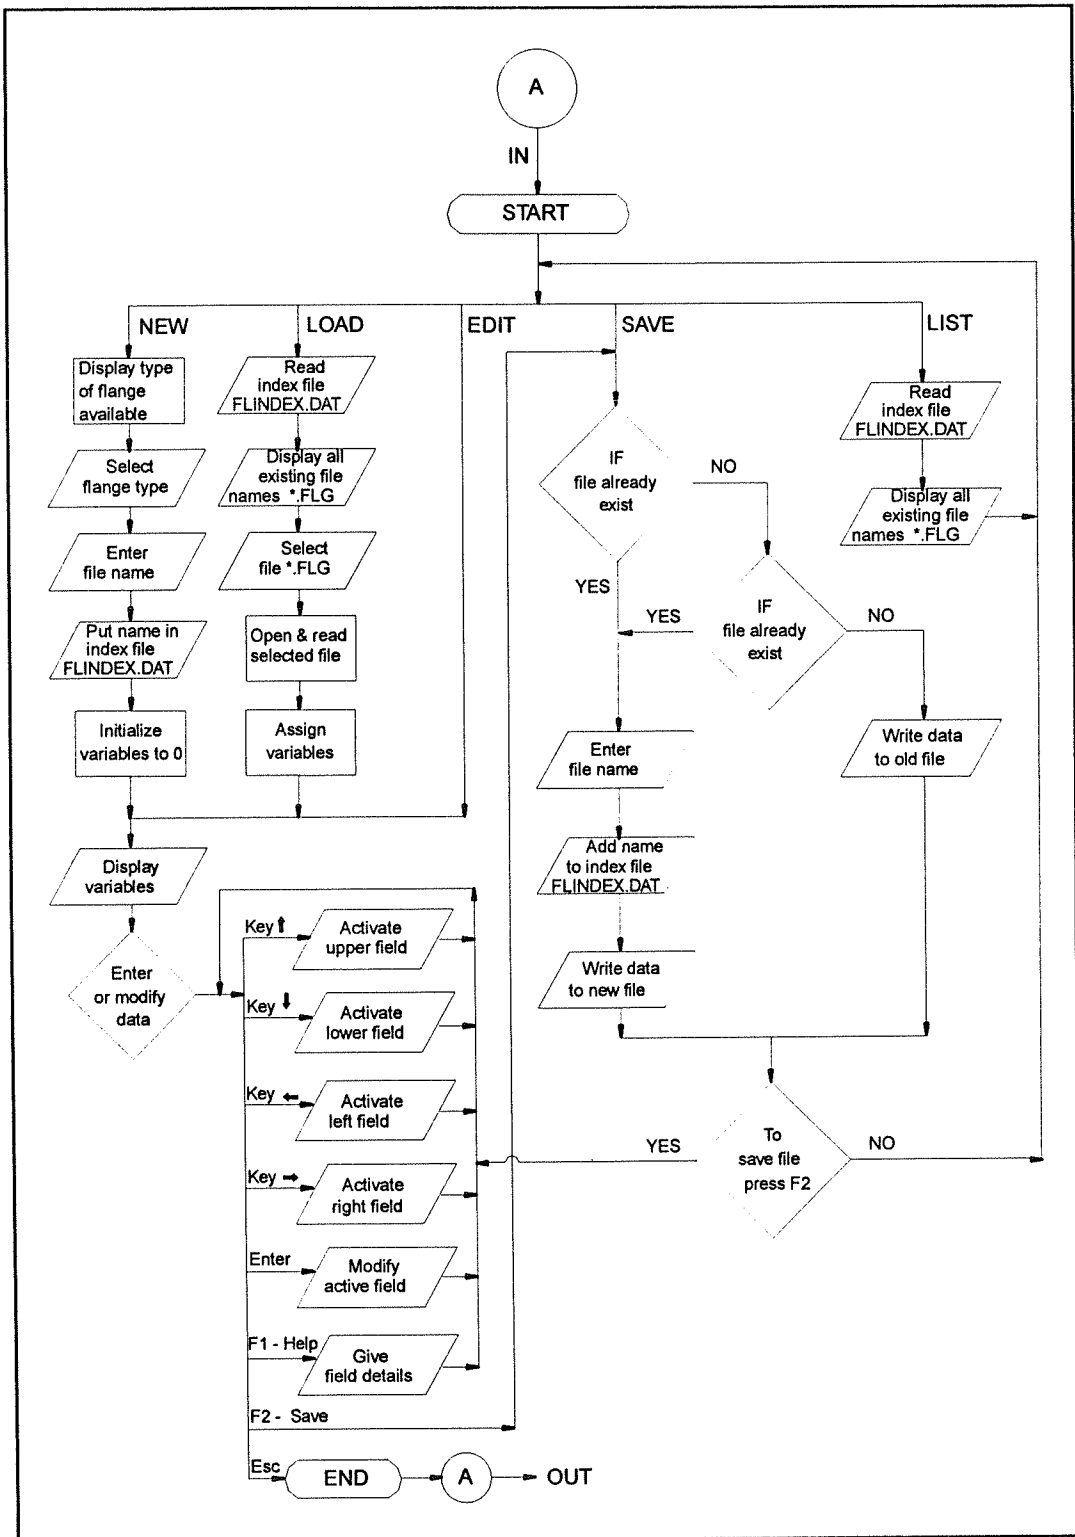 A
IN
START
NEW
LOAD
EDIT
SAVE
LIST
Display type
of flange
available
Select
flange type
Enter
file name
Put name in
index file
FLINDEX.DAT
Initialize
variables to 0
Read
index file
FLINDEX.DAT
Display all
existing file
names *.FLG
Select
file *.FLG
Open & read
selected file
Assign
variables
Display
variables
Enter
or modify
data
Key ⬆
Activate
upper field
Key ⬇
Activate
lower field
Key ⬅
Activate
left field
Key ➡
Activate
right field
Enter
Modify
active field
F1 - Help
Give
field details
F2 - Save
Esc
END
A
OUT
IF
file already
exist
NO
YES
IF
file already
exist
YES
NO
Enter
file name
Add name
to index file
FLINDEX.DAT
Write data
to new file
Write data
to old file
To
save file
press F2
YES
NO
Read
index file
FLINDEX.DAT
Display all
existing file
names *.FLG